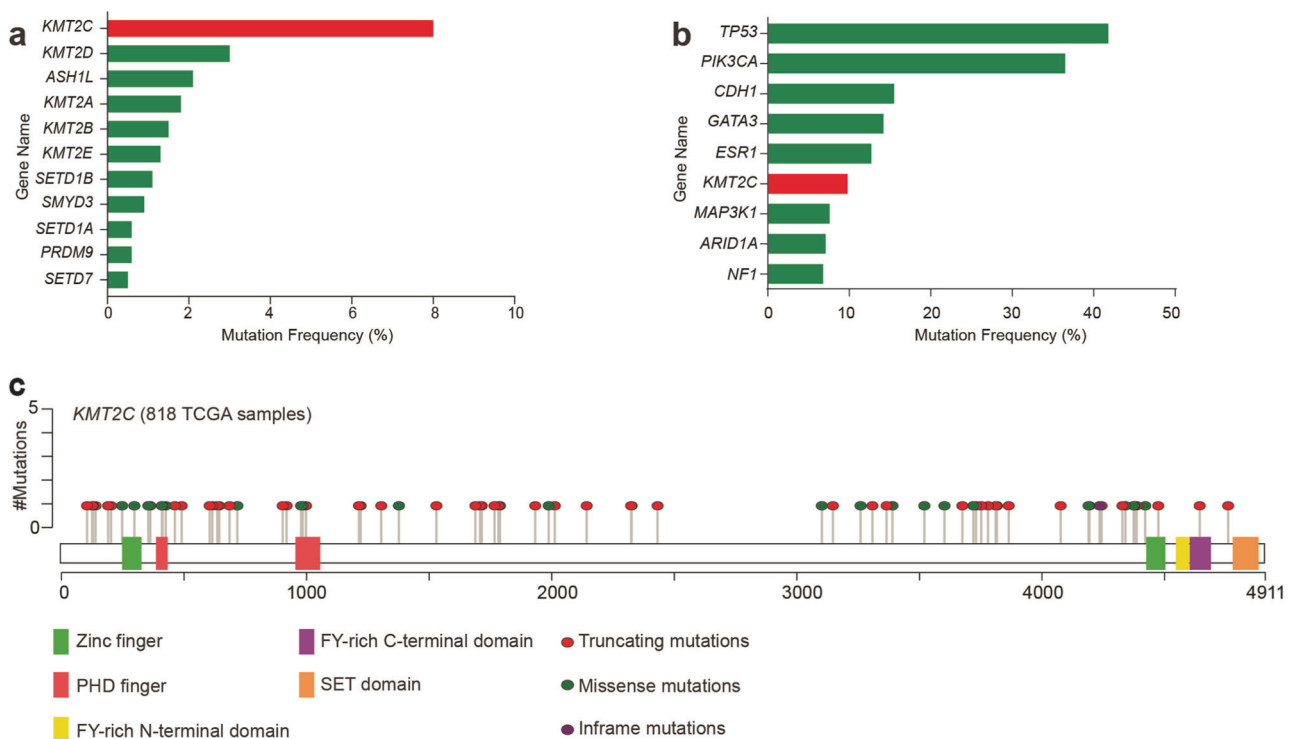 a
KMT2C
KMT2D
ASH1L
KMT2A
KMT2B
KMT2E
SETD1B
SMYD3
SETD1A
PRDM9
SETD7
Gene Name
0 2 4 6 8 10
Mutation Frequency (%)
b
TP53
PIK3CA
CDH1
GATA3
ESR1
KMT2C
MAP3K1
ARID1A
NF1
Gene Name
0 10 20 30 40 50
Mutation Frequency (%)
c
KMT2C (818 TCGA samples)
5
0
#Mutations
0 1000 2000 3000 4000 4911
Zinc finger
PHD finger
FY-rich N-terminal domain
FY-rich C-terminal domain
SET domain
Truncating mutations
Missense mutations
Inframe mutations